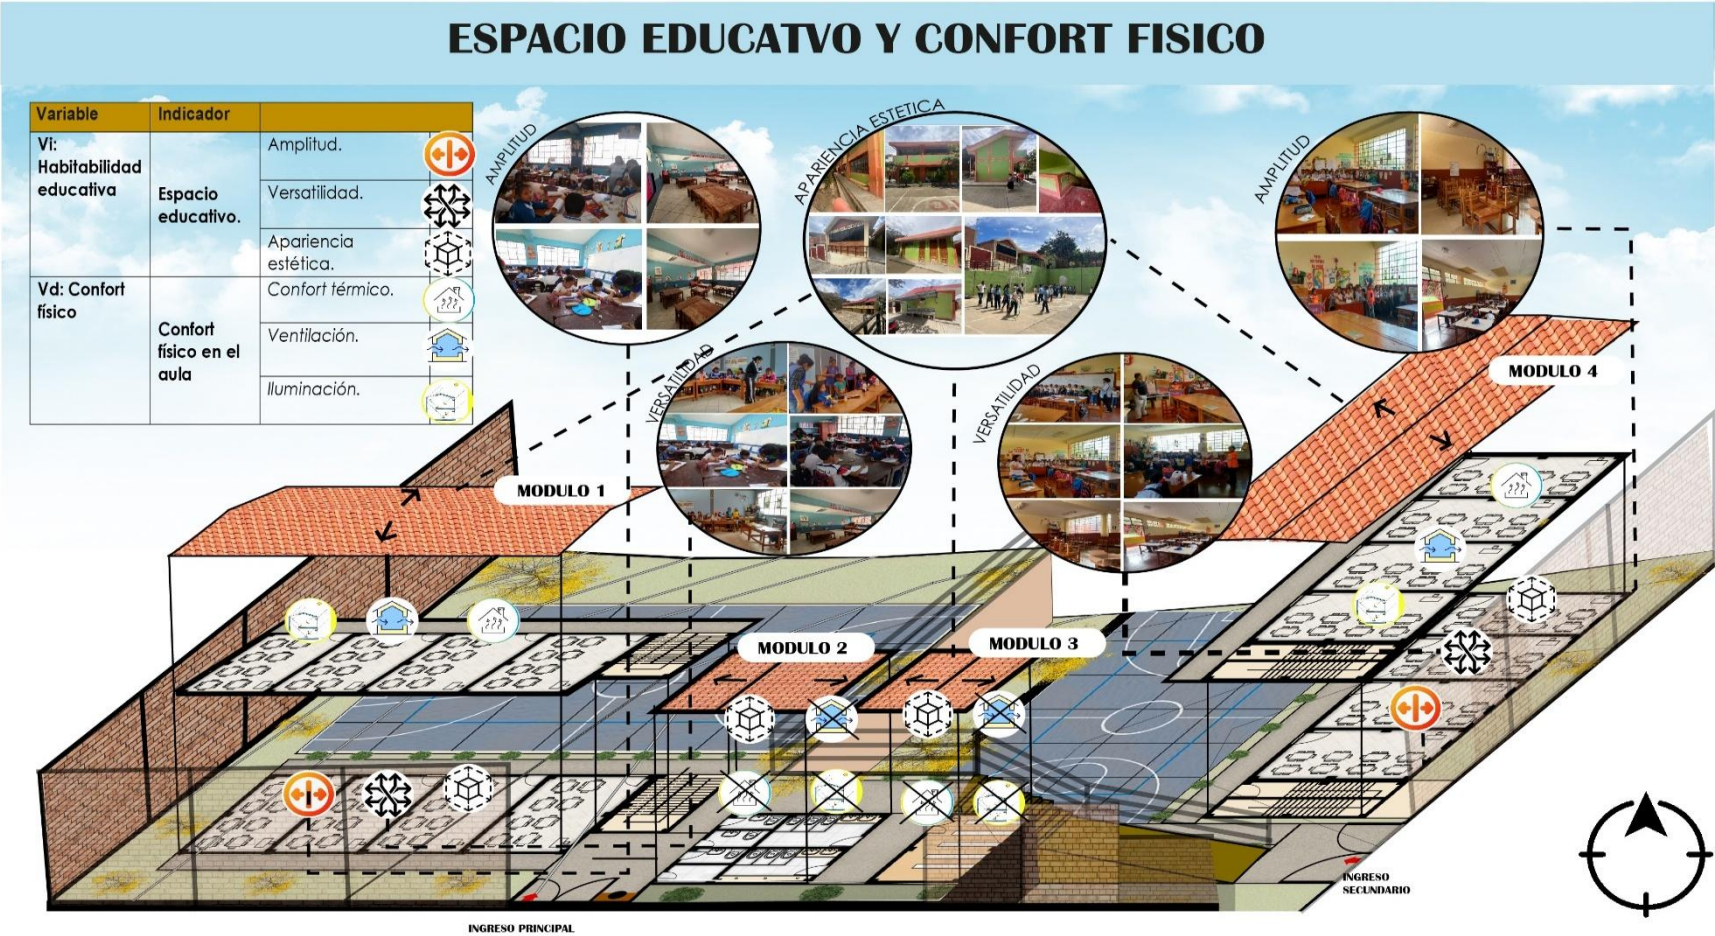 ESPACIO EDUCATVO Y CONFORT FISICO
Variable
Indicador
Vi:
Habitabilidad
educativa
Espacio
educativo.
Amplitud.
Versatilidad.
Apariencia
estética.
Vd: Confort
físico
Confort
físico en el
aula
Confort térmico.
Ventilación.
Iluminación.
AMPLITUD
APARIENCIA ESTETICA
AMPLITUD
VERSATILIDAD
VERSATILIDAD
MODULO 4
MODULO 1
MODULO 2
MODULO 3
INGRESO
SECUNDARIO
INGRESO PRINCIPAL